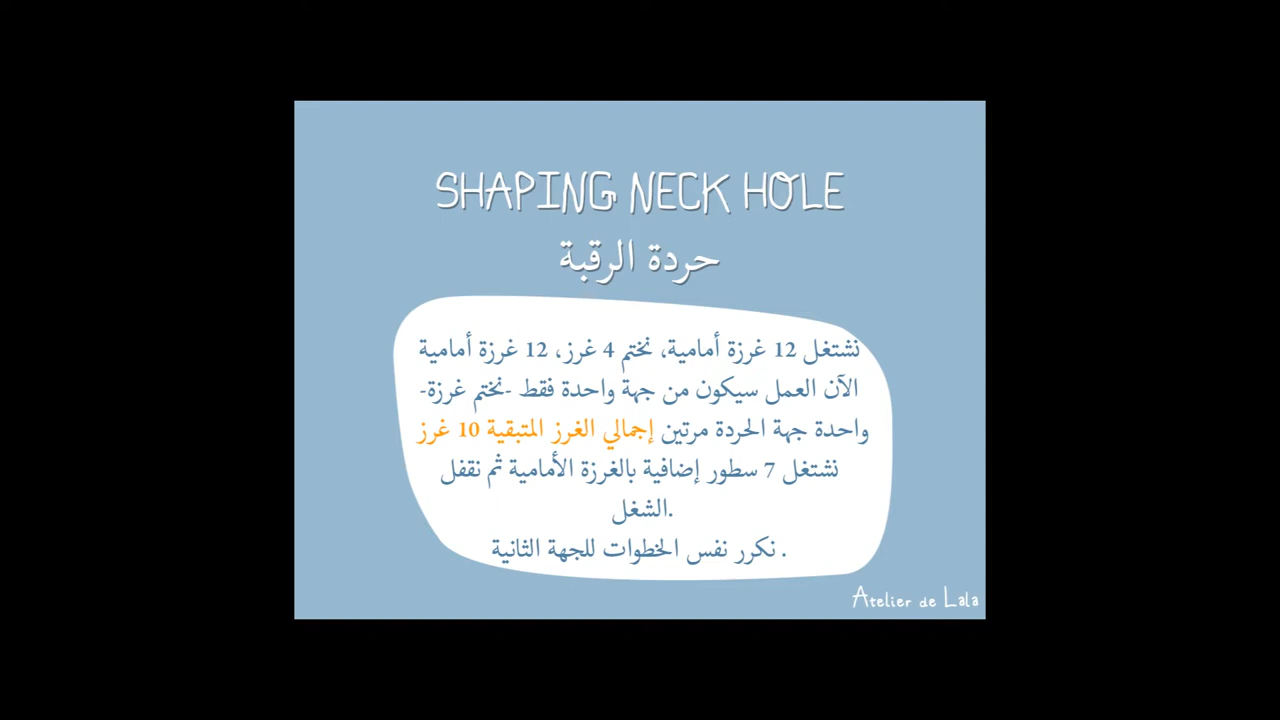 SHAPING NECK HOLE
حردة الرقبة
نشتغل 12 غرزة أمامية، نختم 4 غرز، 12 غرزة أمامية
الآن العمل سيكون من جهة واحدة فقط -نختم غرزة-
واحدة جهة الحردة مرتين إجمالي الغرز المتبقية 10 غرز
نشتغل 7 سطور إضافية بالغرزة الأمامية ثم نقفل
الشغل.
نكرر نفس الخطوات للجهة الثانية .
Atelier de Lala